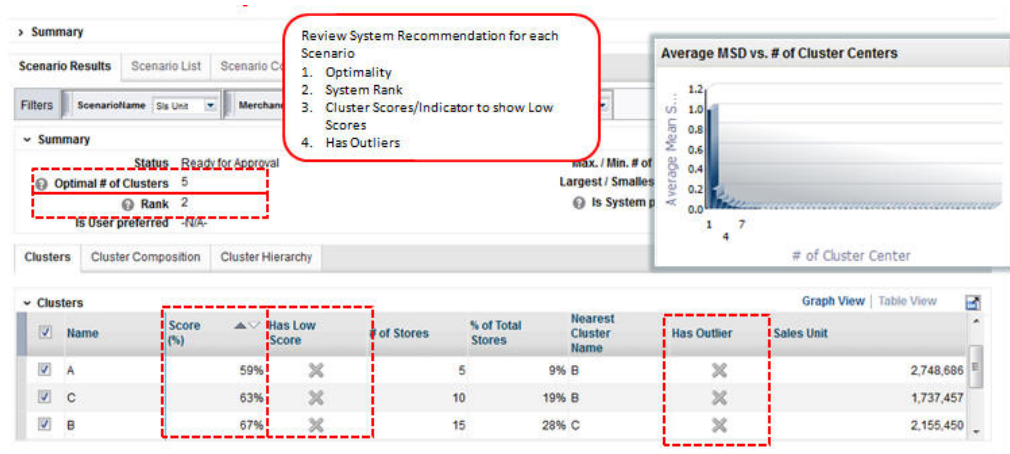 Summary
Review System Recommendation for each
Scenario
1. Optimality
2. System Rank
3. Cluster Scores/Indicator to show Low
Scores
4. Has Outliers
Scenario Results Scenario List Scenario Co
Filters ScenarioName Sls Unit Merchan
Summary
Status Ready for Approval
Optimal # of Clusters 5
Rank 2
Is User preferred -N/A-
Max. / Min. # of
Largest / Smalles
Is System p
Average MSD vs. # of Cluster Centers
Average Mean S...
1.2
1.0
0.8
0.6
0.4
0.2
0.0
1 4 7
# of Cluster Center
Clusters Cluster Composition Cluster Hierarchy
Clusters
Graph View Table View
Name Score (%) Has Low Score # of Stores % of Total Stores Nearest Cluster Name Has Outlier Sales Unit
A 59% 5 9% B 2,748,686
C 63% 10 19% B 1,737,457
B 67% 15 28% C 2,155,450